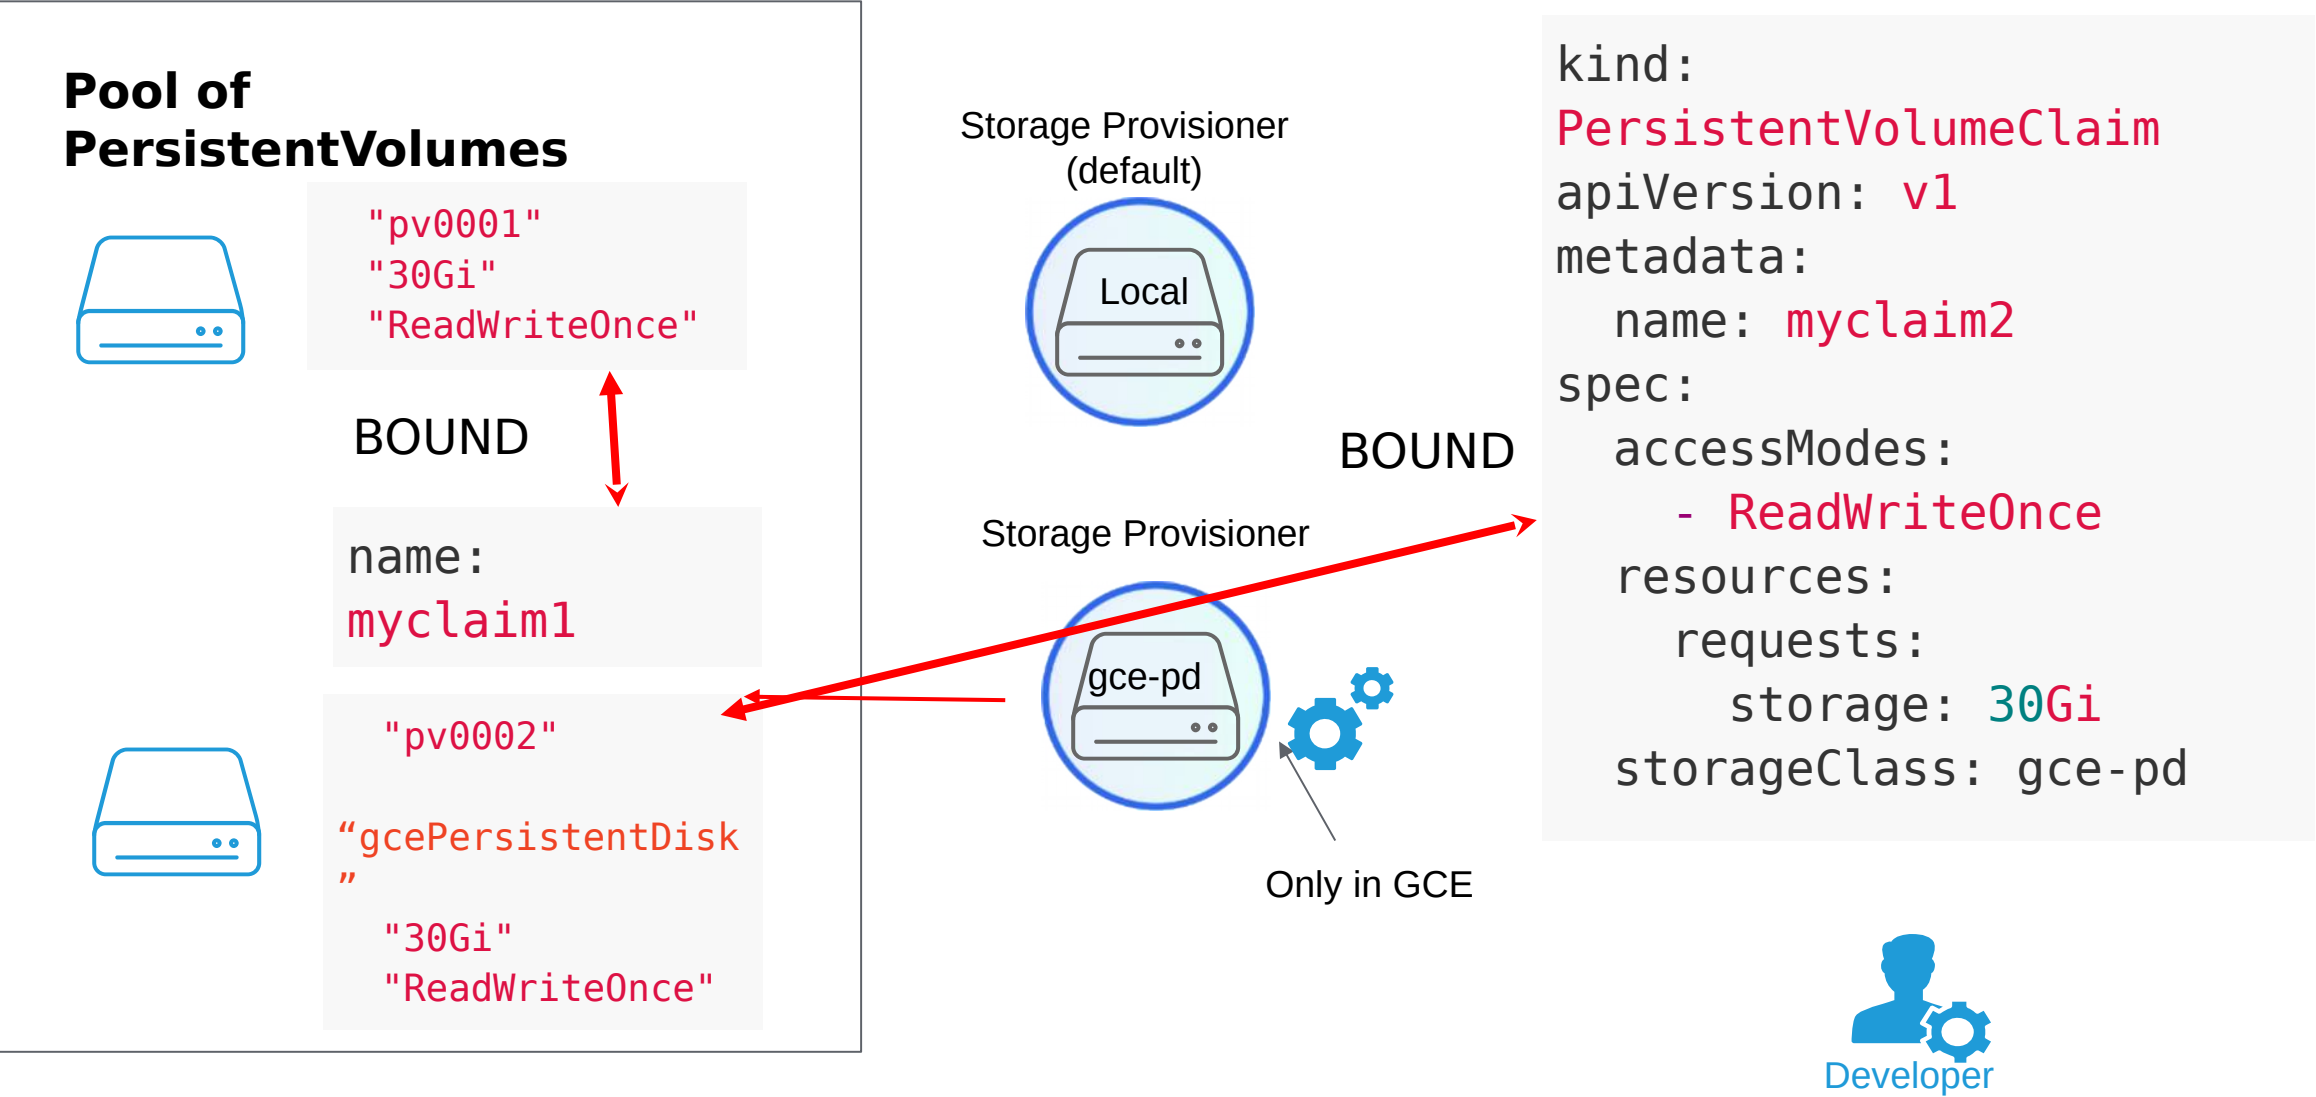 Pool of
PersistentVolumes
"pv0001"
"30Gi"
"ReadWriteOnce"
BOUND
name:
myclaim1
"pv0002"
“gcePersistentDisk
”
"30Gi"
"ReadWriteOnce"
Storage Provisioner
(default)
Local
BOUND
Storage Provisioner
gce-pd
Only in GCE
kind:
PersistentVolumeClaim
apiVersion: v1
metadata:
  name: myclaim2
spec:
  accessModes:
    - ReadWriteOnce
  resources:
    requests:
      storage: 30Gi
  storageClass: gce-pd
Developer